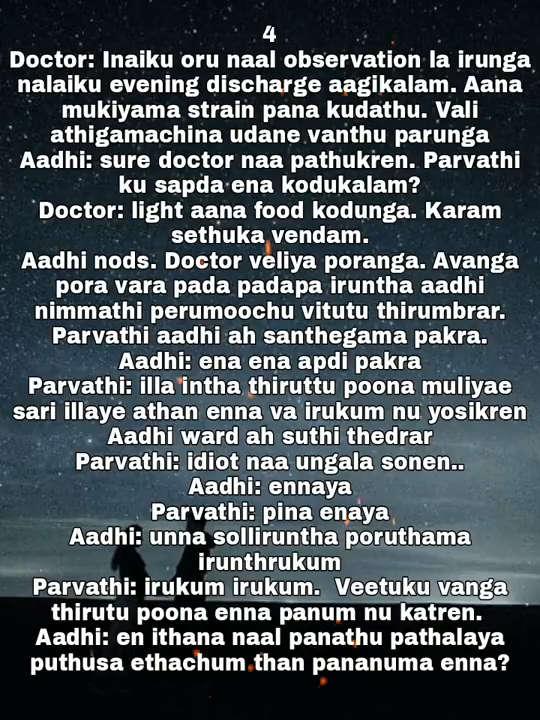 4
Doctor: Inaiku oru naal observation la irunga
nalaiku evening discharge aagikalam. Aana
mukiyama strain pana kudathu. Vali
athigamachina udane vanthu parunga
Aadhi: sure doctor naa pathukren. Parvathi
ku sapda ena kodukalam?
Doctor: light aana food kodunga. Karam
sethuka vendam.
Aadhi nods. Doctor veliya poranga. Avanga
pora vara pada padapa iruntha aadhi
nimmathi perumoochu vitutu thirumbrar.
Parvathi aadhi ah santhegama pakra.
Aadhi: ena ena apdi pakra
Parvathi: illa intha thiruttu poona muliyae
sari illaye athan enna va irukum nu yosikren
Aadhi ward ah suthi thedrar
Parvathi: idiot naa ungala sonen..
Aadhi: ennaya
Parvathi: pina enaya
Aadhi: unna solliruntha poruthama
irunthrukum
Parvathi: irukum irukum.  Veetuku vanga
thirutu poona enna panum nu katren.
Aadhi: en ithana naal panathu pathalaya
puthusa ethachum than pananuma enna?